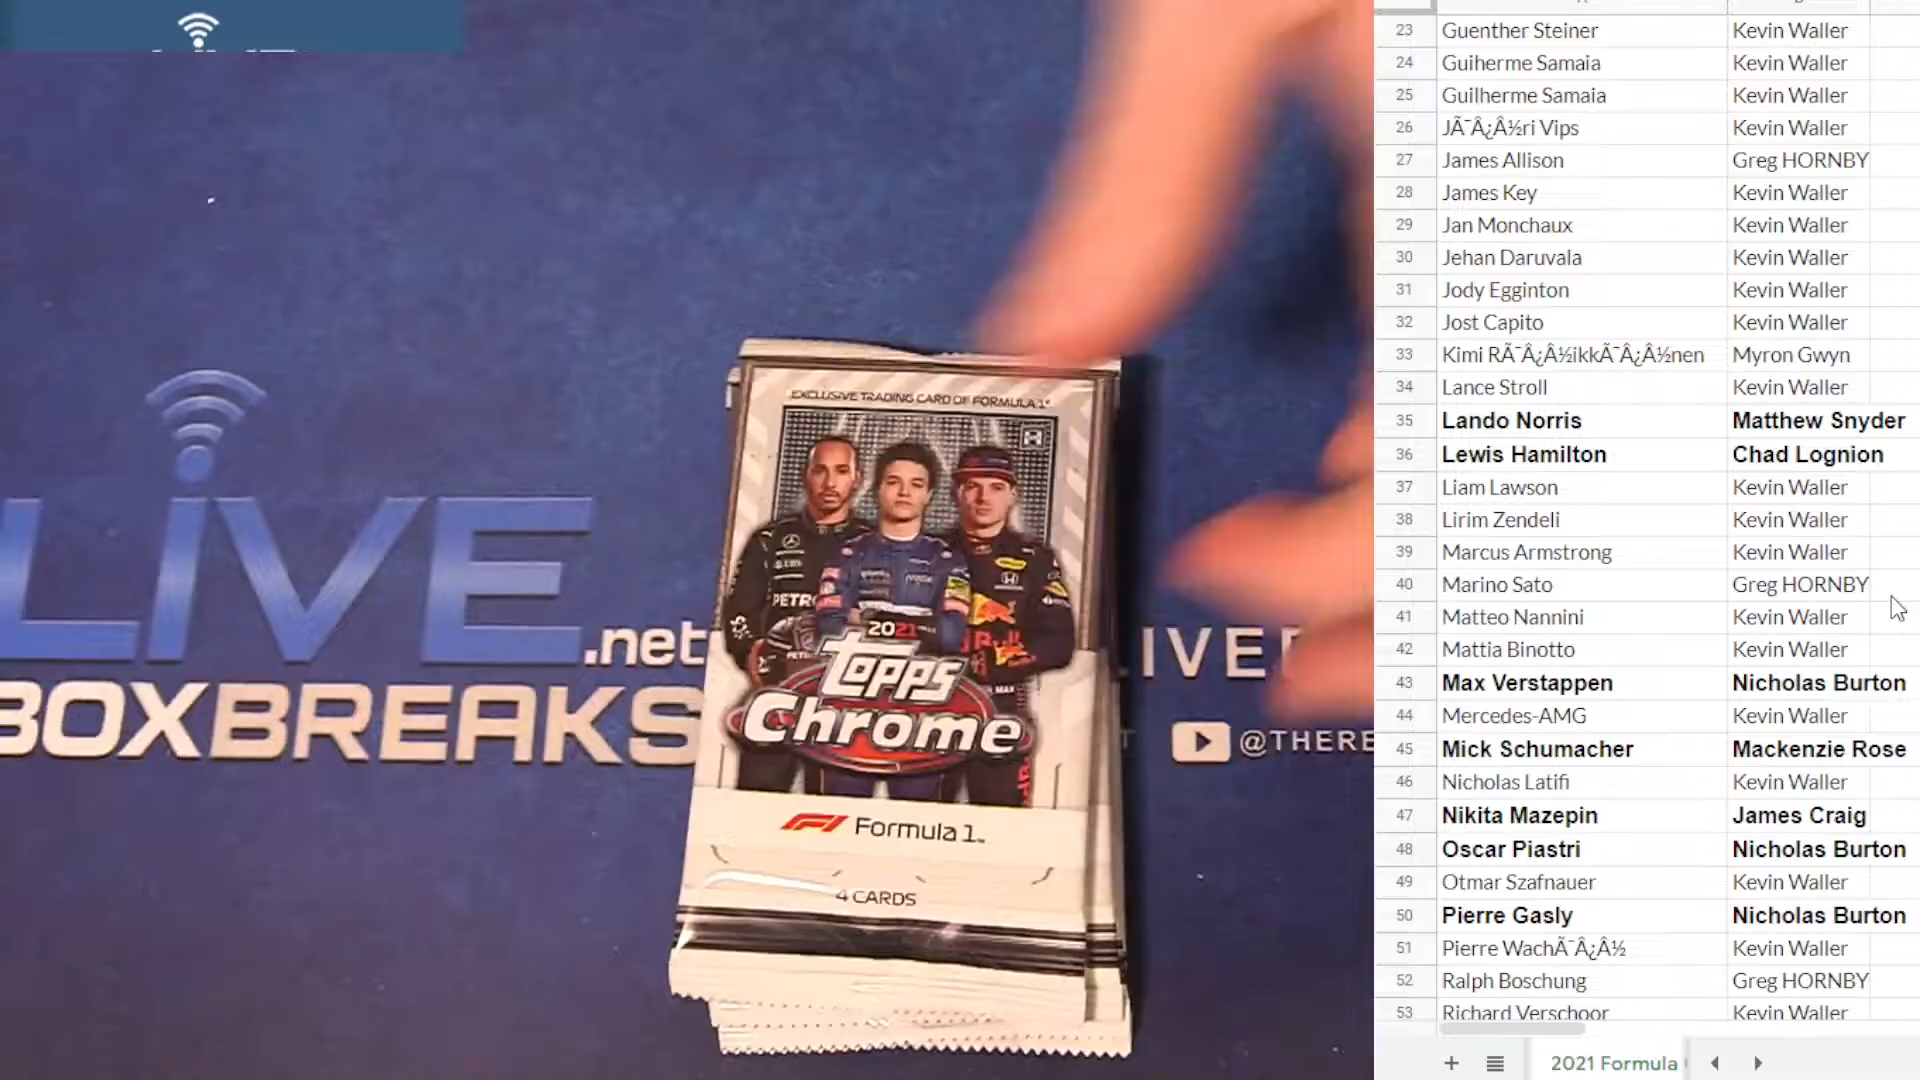 LIVE
.net
BOXBREAKS
LIVE
@THERE
EXCLUSIVE TRADING CARD OF FORMULA 1
PETRO
2021
Topps
Chrome
F1 Formula 1
4 CARDS
23 Guenther Steiner Kevin Waller
24 Guiherme Samaia Kevin Waller
25 Guilherme Samaia Kevin Waller
26 JÃ¯Â¿Â½ri Vips Kevin Waller
27 James Allison Greg HORNBY
28 James Key Kevin Waller
29 Jan Monchaux Kevin Waller
30 Jehan Daruvala Kevin Waller
31 Jody Egginton Kevin Waller
32 Jost Capito Kevin Waller
33 Kimi RÃ¯Â¿Â½ikkÃ¯Â¿Â½nen Myron Gwyn
34 Lance Stroll Kevin Waller
35 Lando Norris Matthew Snyder
36 Lewis Hamilton Chad Lognion
37 Liam Lawson Kevin Waller
38 Lirim Zendeli Kevin Waller
39 Marcus Armstrong Kevin Waller
40 Marino Sato Greg HORNBY
41 Matteo Nannini Kevin Waller
42 Mattia Binotto Kevin Waller
43 Max Verstappen Nicholas Burton
44 Mercedes-AMG Kevin Waller
45 Mick Schumacher Mackenzie Rose
46 Nicholas Latifi Kevin Waller
47 Nikita Mazepin James Craig
48 Oscar Piastri Nicholas Burton
49 Otmar Szafnauer Kevin Waller
50 Pierre Gasly Nicholas Burton
51 Pierre WachÃ¯Â¿Â½ Kevin Waller
52 Ralph Boschung Greg HORNBY
53 Richard Verschoor Kevin Waller
2021 Formula